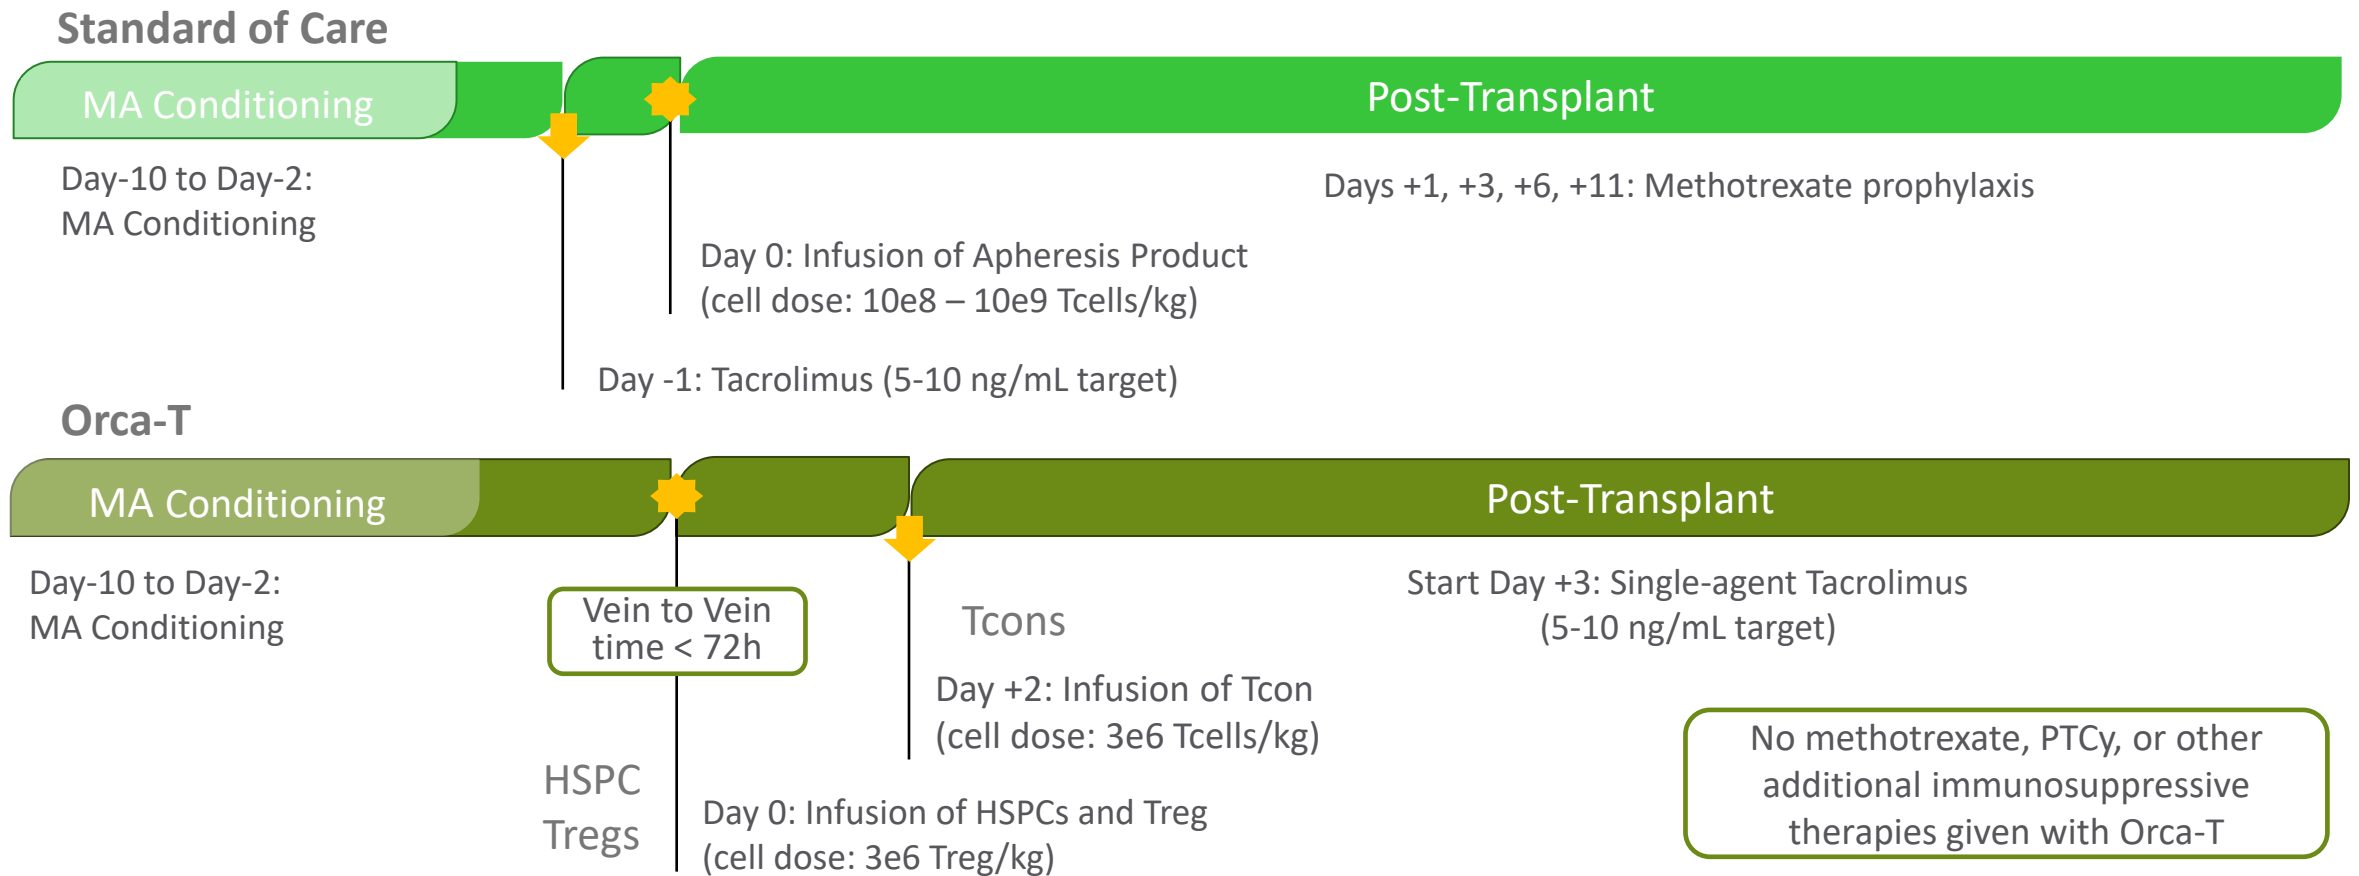 Standard of Care
MA Conditioning
Post-Transplant
Day-10 to Day-2:
MA Conditioning
Days +1, +3, +6, +11: Methotrexate prophylaxis
Day 0: Infusion of Apheresis Product
(cell dose: 10e8 – 10e9 Tcells/kg)
Day -1: Tacrolimus (5-10 ng/mL target)
Orca-T
MA Conditioning
Post-Transplant
Day-10 to Day-2:
MA Conditioning
Vein to Vein
time < 72h
Tcons
Day +2: Infusion of Tcon
(cell dose: 3e6 Tcells/kg)
Start Day +3: Single-agent Tacrolimus
(5-10 ng/mL target)
HSPC
Tregs
Day 0: Infusion of HSPCs and Treg
(cell dose: 3e6 Treg/kg)
No methotrexate, PTCy, or other
additional immunosuppressive
therapies given with Orca-T